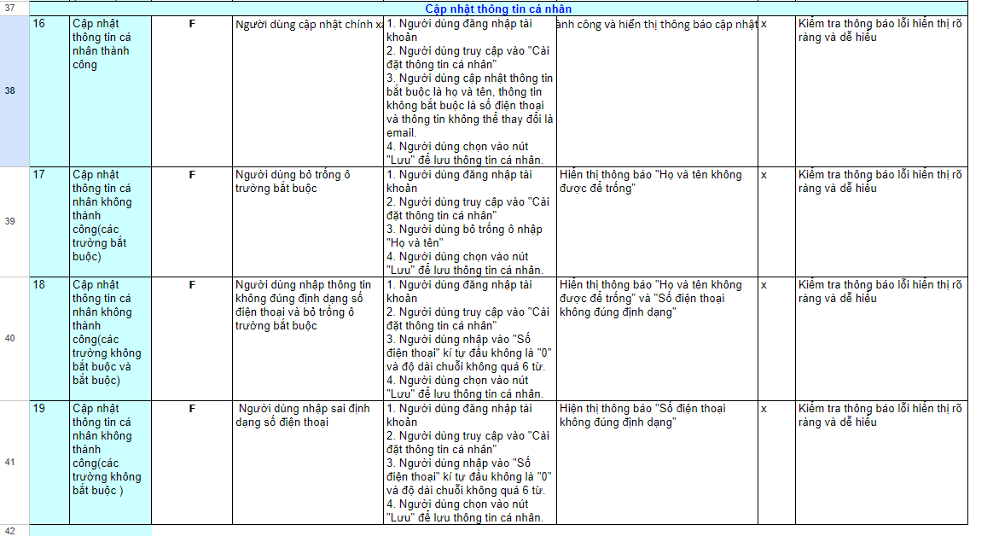 37
Cập nhật thông tin cá nhân
38
16
Cập nhật
thông tin cá
nhân thành
công
F
Người dùng cập nhật chính xá
1. Người dùng đăng nhập tài
khoản
2. Người dùng truy cập vào "Cài
đặt thông tin cá nhân"
3. Người dùng cập nhật thông tin
bắt buộc là họ và tên, thông tin
không bắt buộc là số điện thoại
và thông tin không thể thay đổi là
email.
4. Người dùng chọn vào nút
"Lưu" để lưu thông tin cá nhân.
ành công và hiển thị thông báo cập nhật
x
Kiểm tra thông báo lỗi hiển thị rõ
ràng và dễ hiểu
39
17
Cập nhật
thông tin cá
nhân không
thành
công(các
trường bắt
buộc)
F
Người dùng bỏ trống ô
trường bắt buộc
1. Người dùng đăng nhập tài
khoản
2. Người dùng truy cập vào "Cài
đặt thông tin cá nhân"
3. Người dùng bỏ trống ô nhập
"Họ và tên"
4. Người dùng chọn vào nút
"Lưu" để lưu thông tin cá nhân.
Hiển thị thông báo "Họ và tên không
được để trống"
x
Kiểm tra thông báo lỗi hiển thị rõ
ràng và dễ hiểu
40
18
Cập nhật
thông tin cá
nhân không
thành
công(các
trường không
bắt buộc và
bắt buộc)
F
Người dùng nhập thông tin
không đúng định dạng số
điện thoại và bỏ trống ô
trường bắt buộc
1. Người dùng đăng nhập tài
khoản
2. Người dùng truy cập vào "Cài
đặt thông tin cá nhân"
3. Người dùng nhập vào "Số
điện thoại" kí tự đầu không là "0"
và độ dài chuỗi không quá 6 từ.
4. Người dùng chọn vào nút
"Lưu" để lưu thông tin cá nhân.
Hiển thị thông báo "Họ và tên không
được để trống" và "Số điện thoại
không đúng định dạng"
x
Kiểm tra thông báo lỗi hiển thị rõ
ràng và dễ hiểu
41
19
Cập nhật
thông tin cá
nhân không
thành
công(các
trường không
bắt buộc )
F
Người dùng nhập sai định
dạng số điện thoại
1. Người dùng đăng nhập tài
khoản
2. Người dùng truy cập vào "Cài
đặt thông tin cá nhân"
3. Người dùng nhập vào "Số
điện thoại" kí tự đầu không là "0"
và độ dài chuỗi không quá 6 từ.
4. Người dùng chọn vào nút
"Lưu" để lưu thông tin cá nhân.
Hiện thị thông báo "Số điện thoại
không đúng định dạng"
x
Kiểm tra thông báo lỗi hiển thị rõ
ràng và dễ hiểu
42